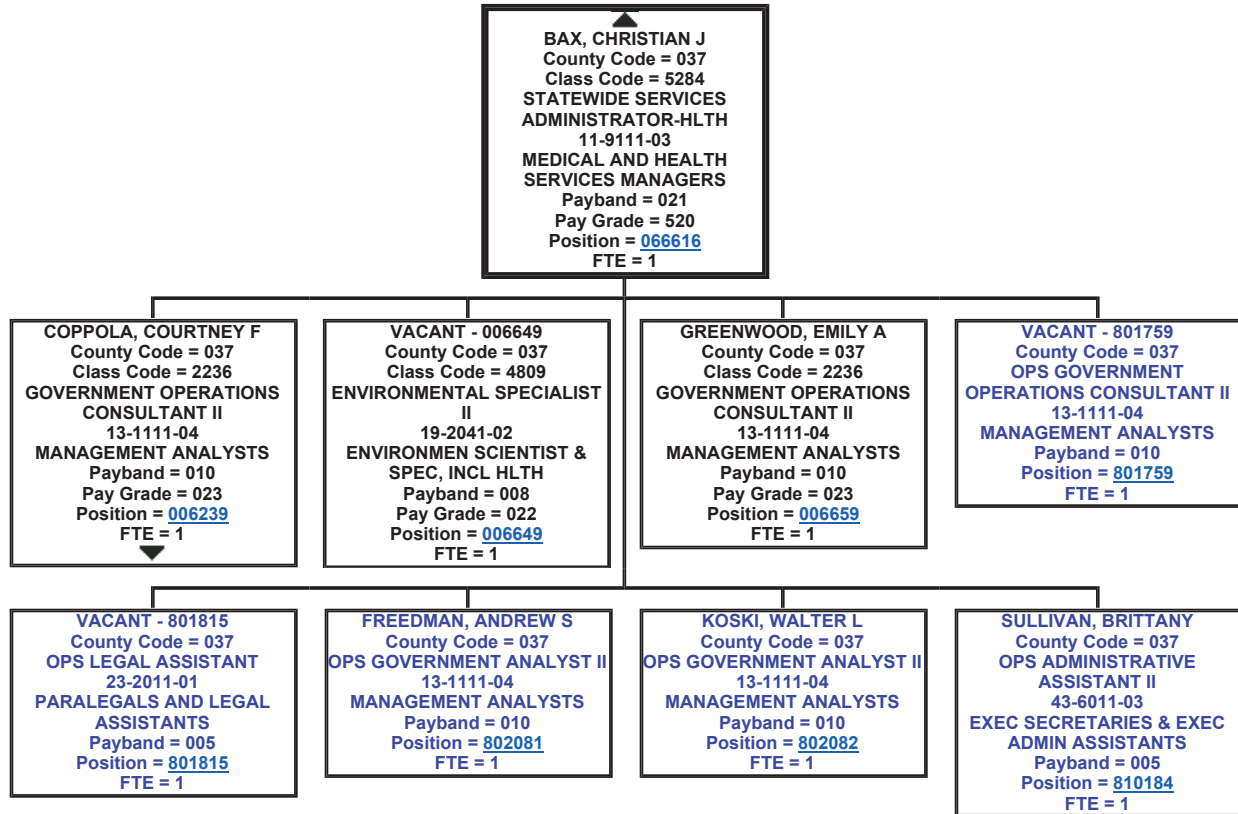 BAX, CHRISTIAN J
County Code = 037
Class Code = 5284
STATEWIDE SERVICES
ADMINISTRATOR-HLTH
11-9111-03
MEDICAL AND HEALTH
SERVICES MANAGERS
Payband = 021
Pay Grade = 520
Position = 066616
FTE = 1
COPPOLA, COURTNEY F
County Code = 037
Class Code = 2236
GOVERNMENT OPERATIONS
CONSULTANT II
13-1111-04
MANAGEMENT ANALYSTS
Payband = 010
Pay Grade = 023
Position = 006239
FTE = 1
VACANT - 006649
County Code = 037
Class Code = 4809
ENVIRONMENTAL SPECIALIST
II
19-2041-02
ENVIRONMEN SCIENTIST &
SPEC, INCL HLTH
Payband = 008
Pay Grade = 022
Position = 006649
FTE = 1
GREENWOOD, EMILY A
County Code = 037
Class Code = 2236
GOVERNMENT OPERATIONS
CONSULTANT II
13-1111-04
MANAGEMENT ANALYSTS
Payband = 010
Pay Grade = 023
Position = 006659
FTE = 1
VACANT - 801759
County Code = 037
OPS GOVERNMENT
OPERATIONS CONSULTANT II
13-1111-04
MANAGEMENT ANALYSTS
Payband = 010
Position = 801759
FTE = 1
VACANT - 801815
County Code = 037
OPS LEGAL ASSISTANT
23-2011-01
PARALEGALS AND LEGAL
ASSISTANTS
Payband = 005
Position = 801815
FTE = 1
FREEDMAN, ANDREW S
County Code = 037
OPS GOVERNMENT ANALYST II
13-1111-04
MANAGEMENT ANALYSTS
Payband = 010
Position = 802081
FTE = 1
KOSKI, WALTER L
County Code = 037
OPS GOVERNMENT ANALYST II
13-1111-04
MANAGEMENT ANALYSTS
Payband = 010
Position = 802082
FTE = 1
SULLIVAN, BRITTANY
County Code = 037
OPS ADMINISTRATIVE
ASSISTANT II
43-6011-03
EXEC SECRETARIES & EXEC
ADMIN ASSISTANTS
Payband = 005
Position = 810184
FTE = 1